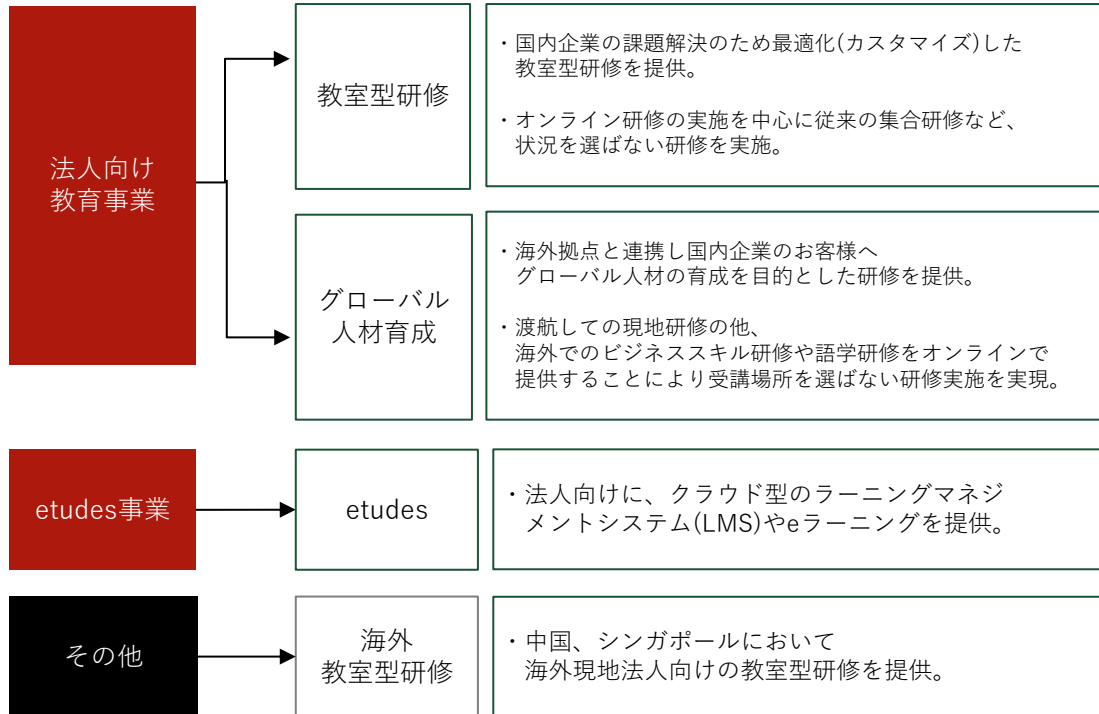 法人向け
教育事業
教室型研修
・国内企業の課題解決のため最適化(カスタマイズ)した
教室型研修を提供。
・オンライン研修の実施を中心に従来の集合研修など、
状況を選ばない研修を実施。
グローバル
人材育成
・海外拠点と連携し国内企業のお客様へ
グローバル人材の育成を目的とした研修を提供。
・渡航しての現地研修の他、
海外でのビジネススキル研修や語学研修をオンラインで
提供することにより受講場所を選ばない研修実施を実現。
etudes事業
etudes
・法人向けに、クラウド型のラーニングマネジ
メントシステム(LMS)やeラーニングを提供。
その他
海外
教室型研修
・中国、シンガポールにおいて
海外現地法人向けの教室型研修を提供。